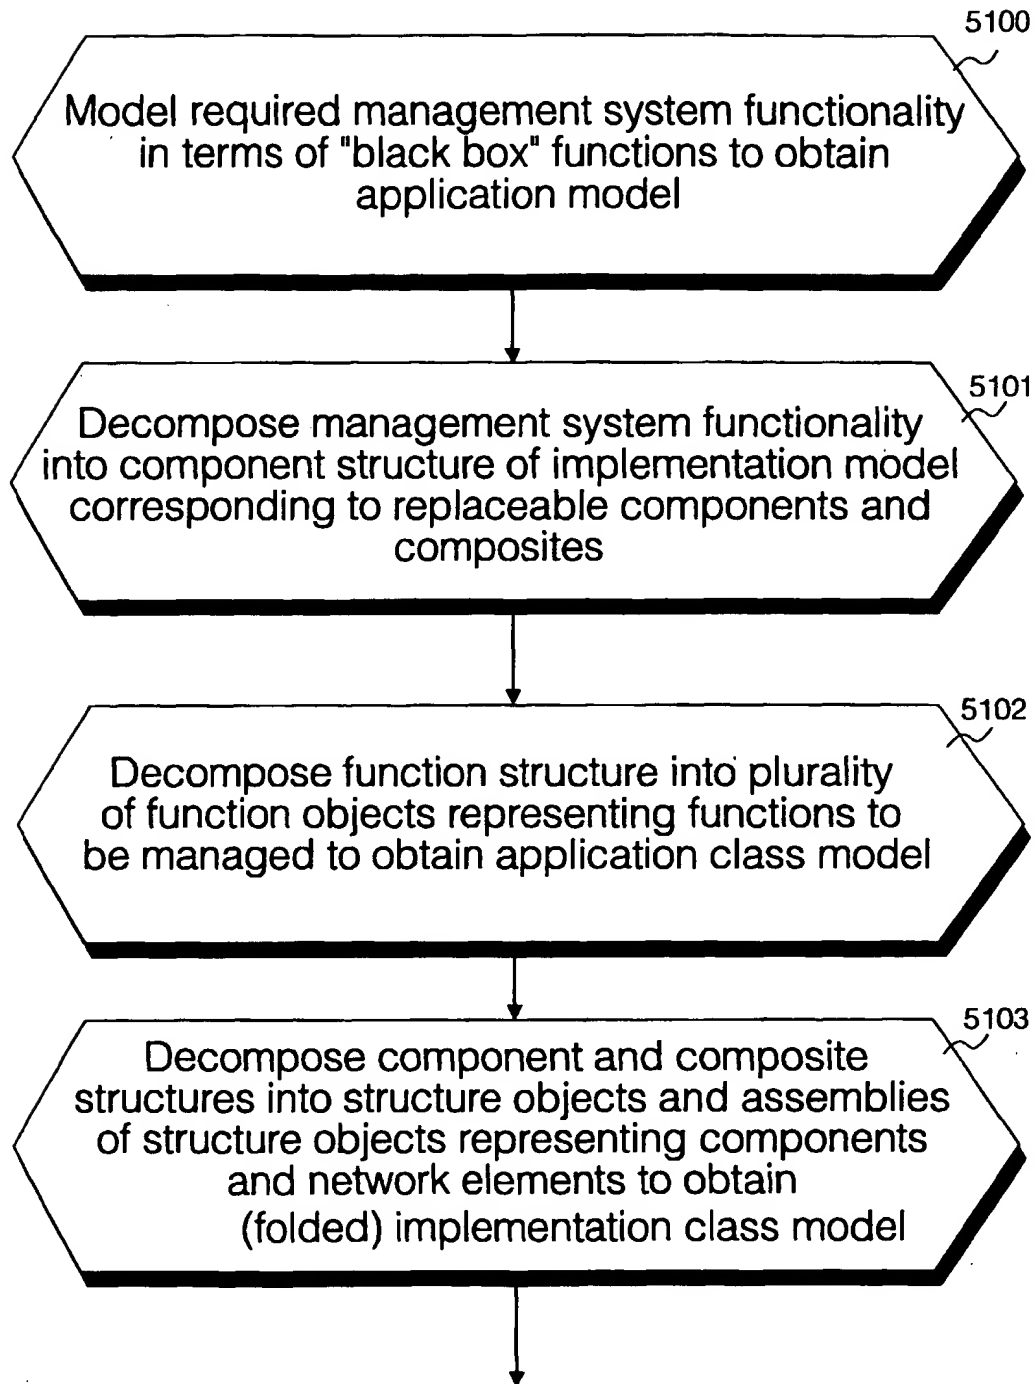 5100
Model required management system functionality
in terms of "black box" functions to obtain
application model
5101
Decompose management system functionality
into component structure of implementation model
corresponding to replaceable components and
composites
5102
Decompose function structure into plurality
of function objects representing functions to
be managed to obtain application class model
5103
Decompose component and composite
structures into structure objects and assemblies
of structure objects representing components
and network elements to obtain
(folded) implementation class model